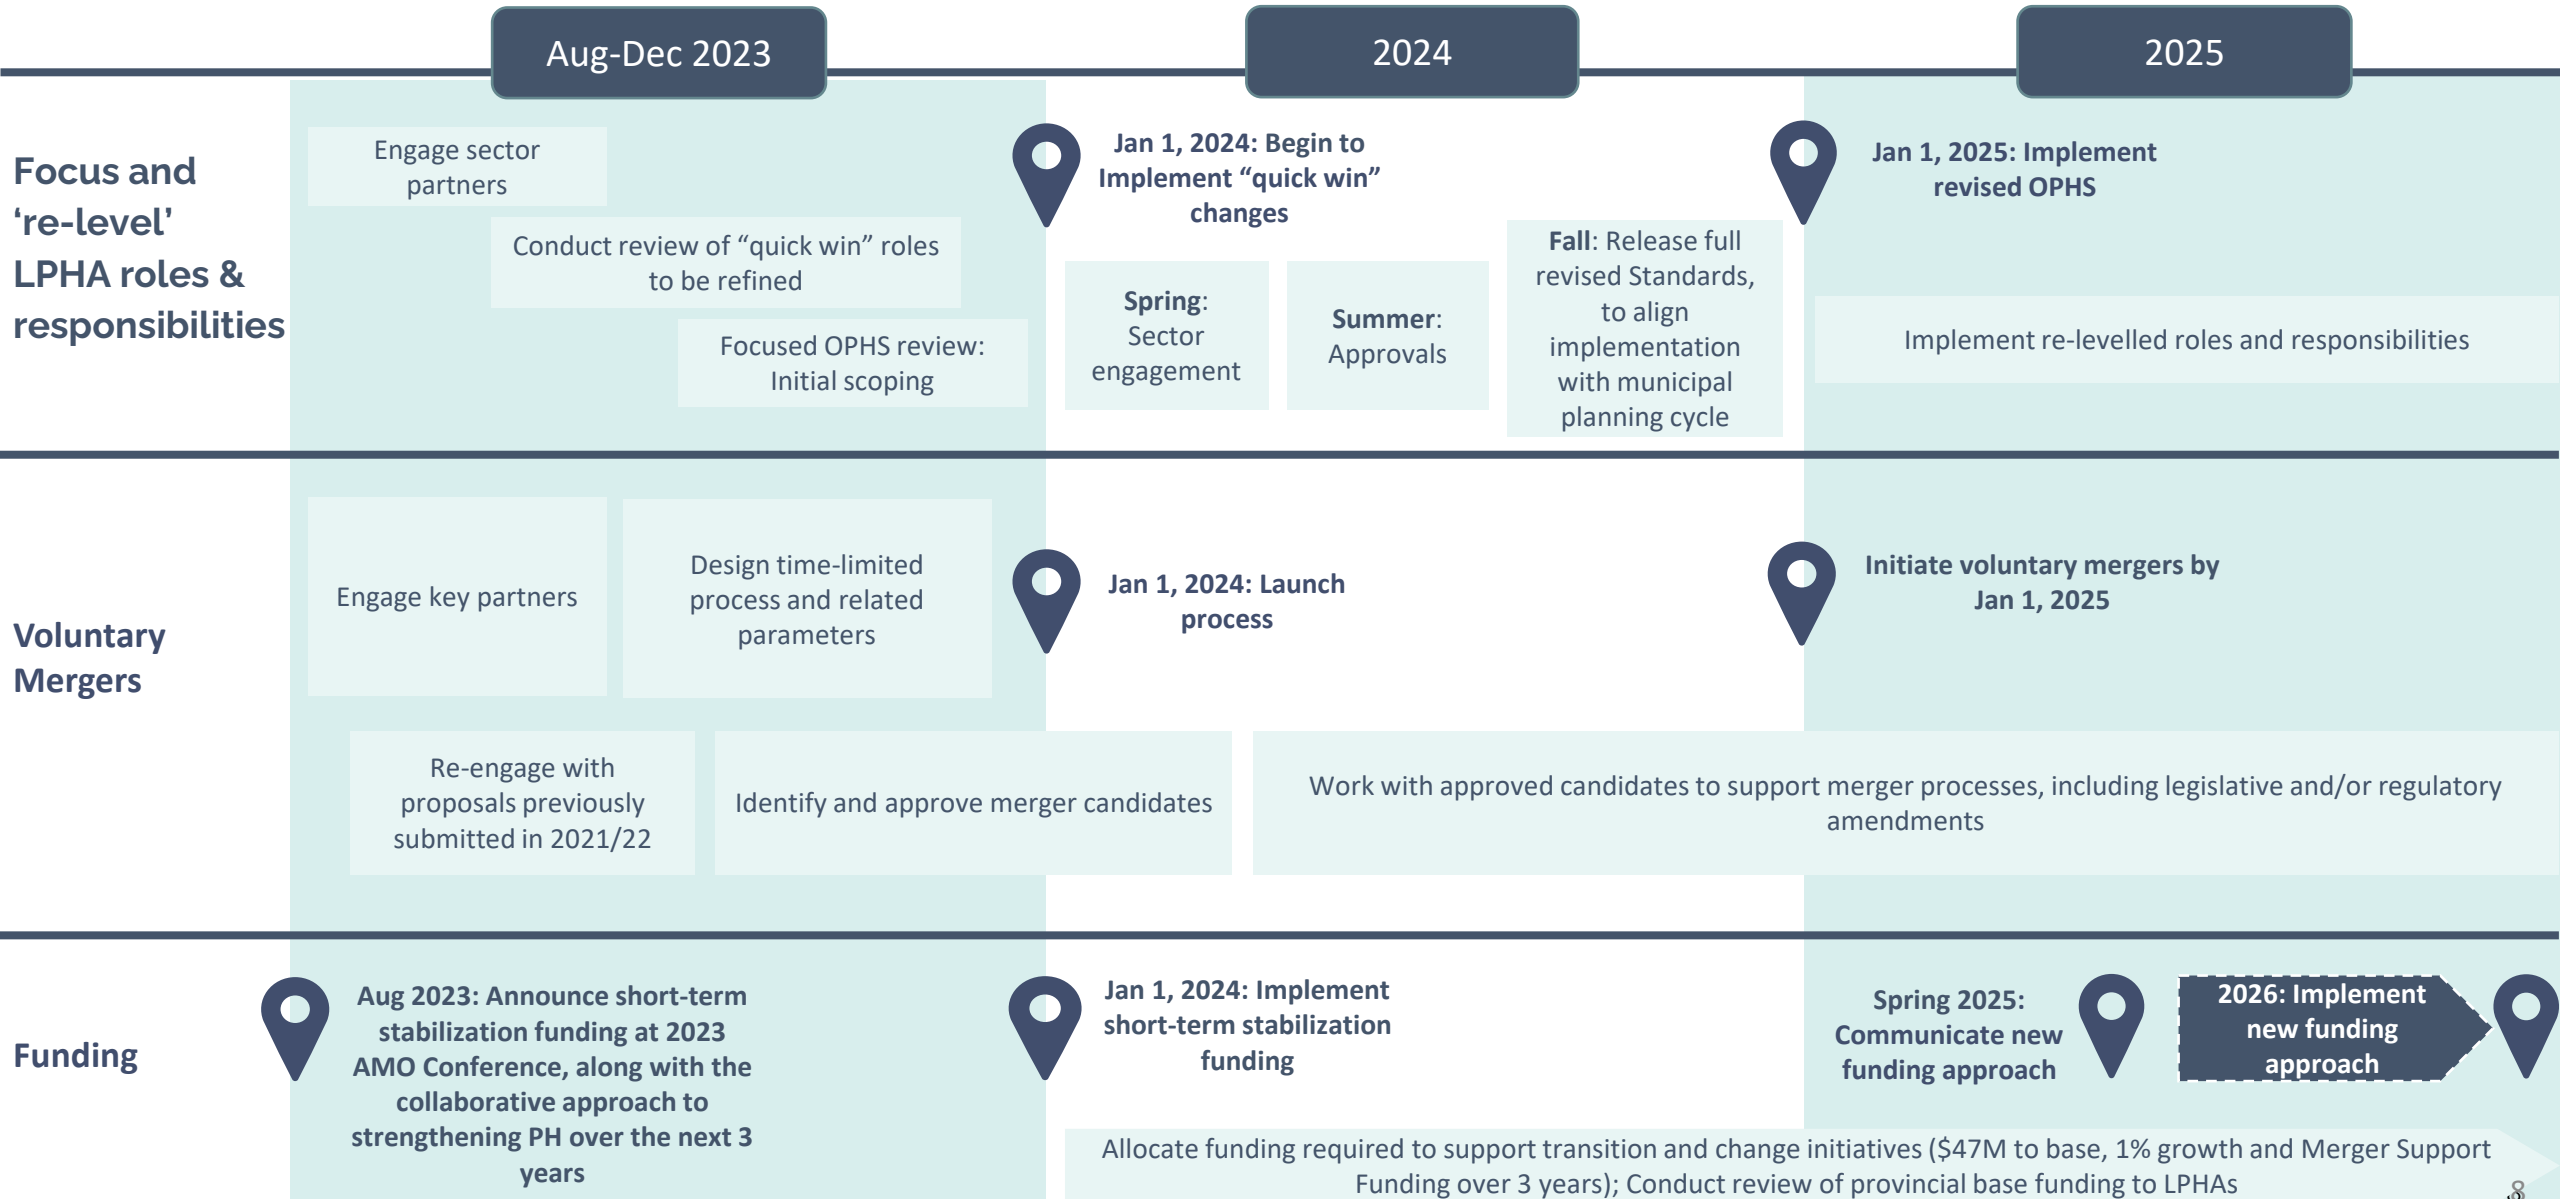 Aug-Dec 2023
2024
2025
Focus and
‘re-level’
LPHA roles &
responsibilities
Engage sector
partners
Conduct review of “quick win” roles
to be refined
Focused OPHS review:
Initial scoping
Jan 1, 2024: Begin to
Implement “quick win”
changes
Spring:
Sector
engagement
Summer:
Approvals
Fall: Release full
revised Standards,
to align
implementation
with municipal
planning cycle
Jan 1, 2025: Implement
revised OPHS
Implement re-levelled roles and responsibilities
Voluntary
Mergers
Engage key partners
Design time-limited
process and related
parameters
Jan 1, 2024: Launch
process
Initiate voluntary mergers by
Jan 1, 2025
Re-engage with
proposals previously
submitted in 2021/22
Identify and approve merger candidates
Work with approved candidates to support merger processes, including legislative and/or regulatory
amendments
Funding
Aug 2023: Announce short-term
stabilization funding at 2023
AMO Conference, along with the
collaborative approach to
strengthening PH over the next 3
years
Jan 1, 2024: Implement
short-term stabilization
funding
Spring 2025:
Communicate new
funding approach
2026: Implement
new funding
approach
Allocate funding required to support transition and change initiatives ($47M to base, 1% growth and Merger Support
Funding over 3 years); Conduct review of provincial base funding to LPHAs
8